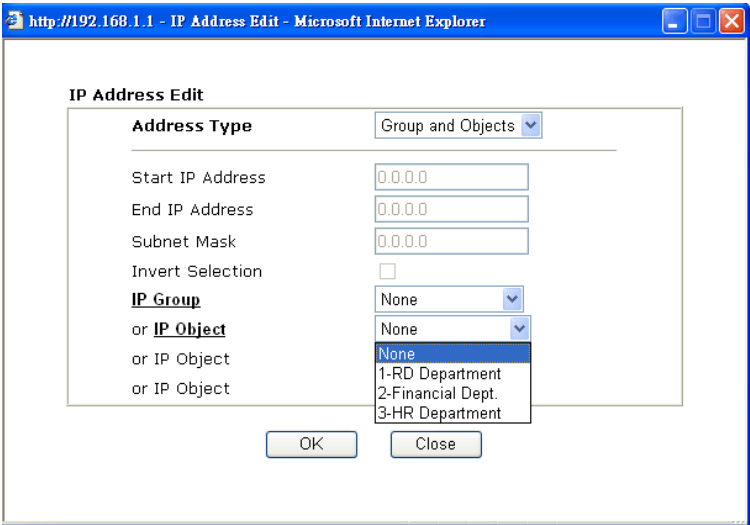 http://192.168.1.1 - IP Address Edit - Microsoft Internet Explorer
IP Address Edit
Address Type Group and Objects
Start IP Address 0.0.0.0
End IP Address 0.0.0.0
Subnet Mask 0.0.0.0
Invert Selection
IP Group None
or IP Object None
None
or IP Object 1-RD Department
2-Financial Dept.
or IP Object 3-HR Department
OK Close